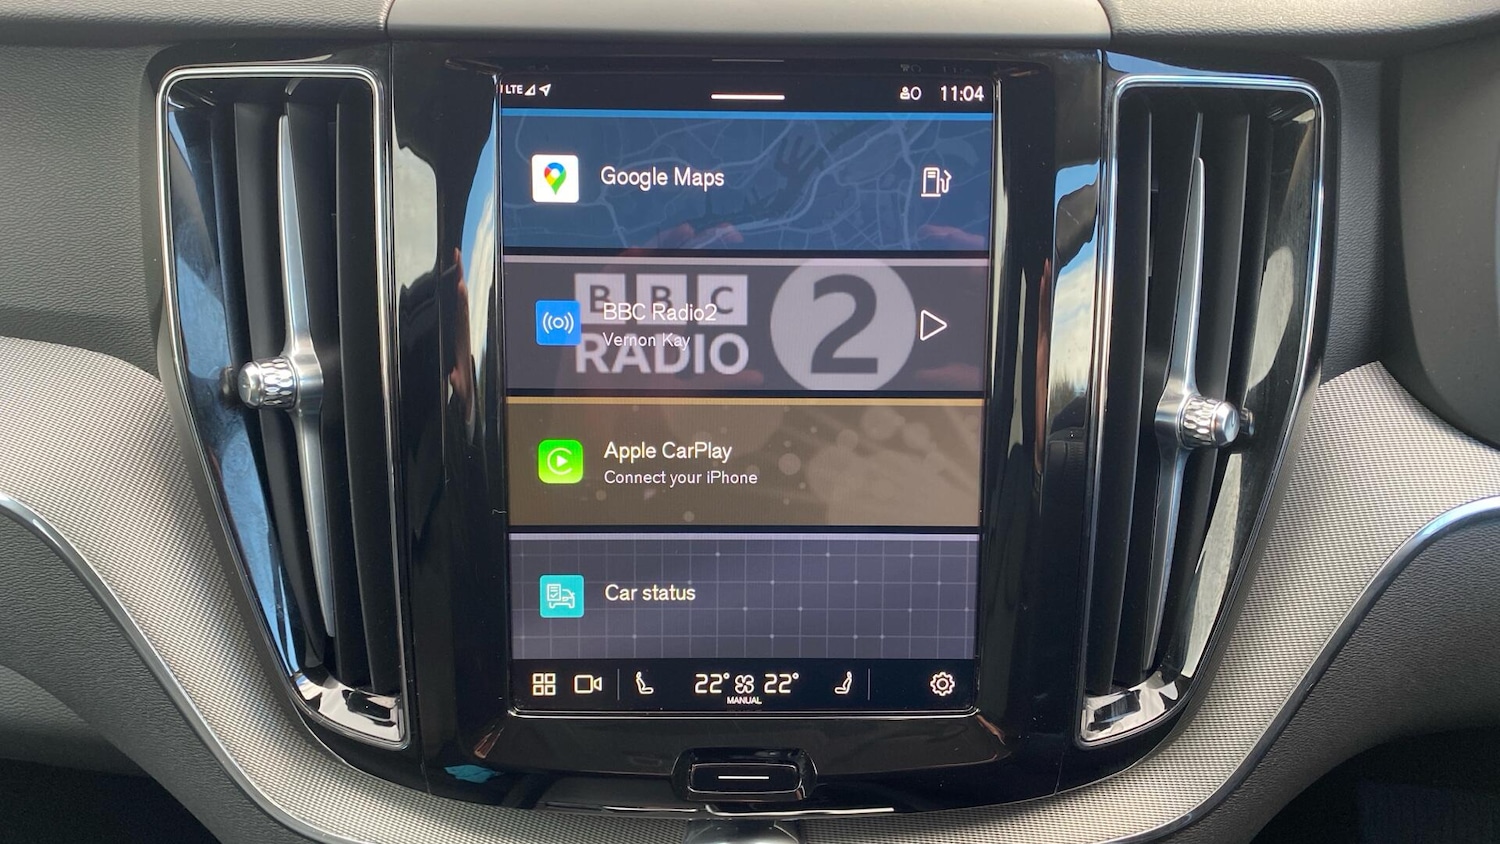 LTE 11:04
Google Maps
BBC
RADIO 2
BBC Radio2
Vernon Kay
Apple CarPlay
Connect your iPhone
Car status
22° 22°
MANUAL